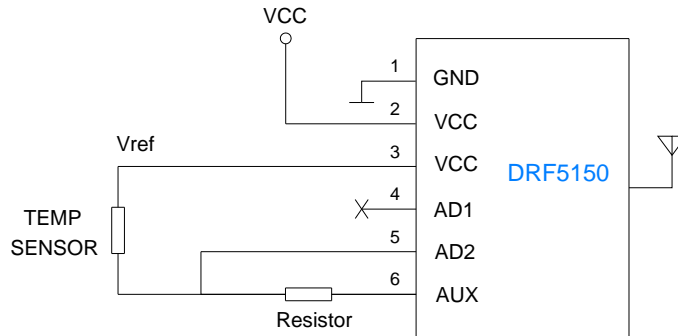 VCC
1 GND
2 VCC
Vref
3 VCC
DRF5150
4 AD1
TEMP
SENSOR
5 AD2
6 AUX
Resistor